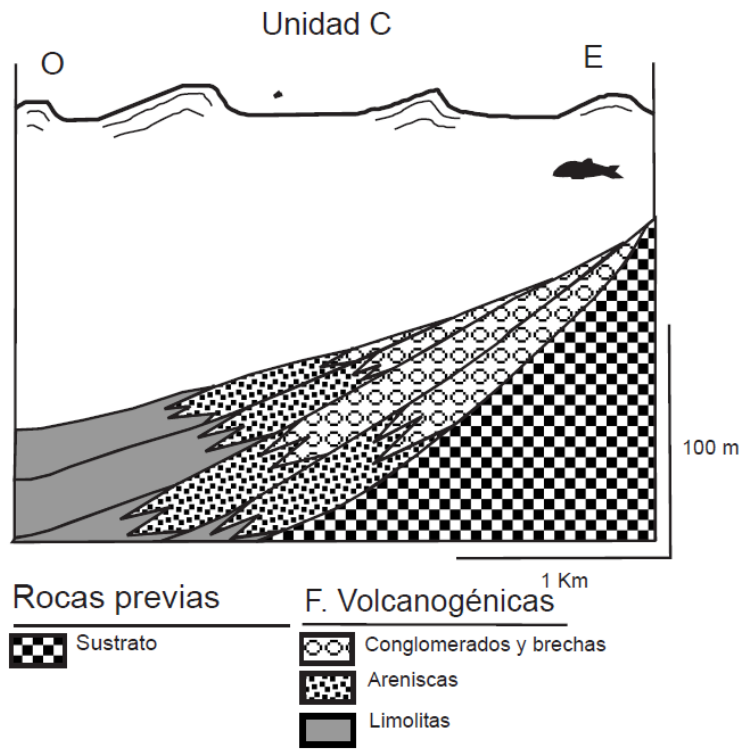 Unidad C
O
E
100 m
1 Km
Rocas previas
Sustrato
F. Volcanogénicas
Conglomerados y brechas
Areniscas
Limolitas